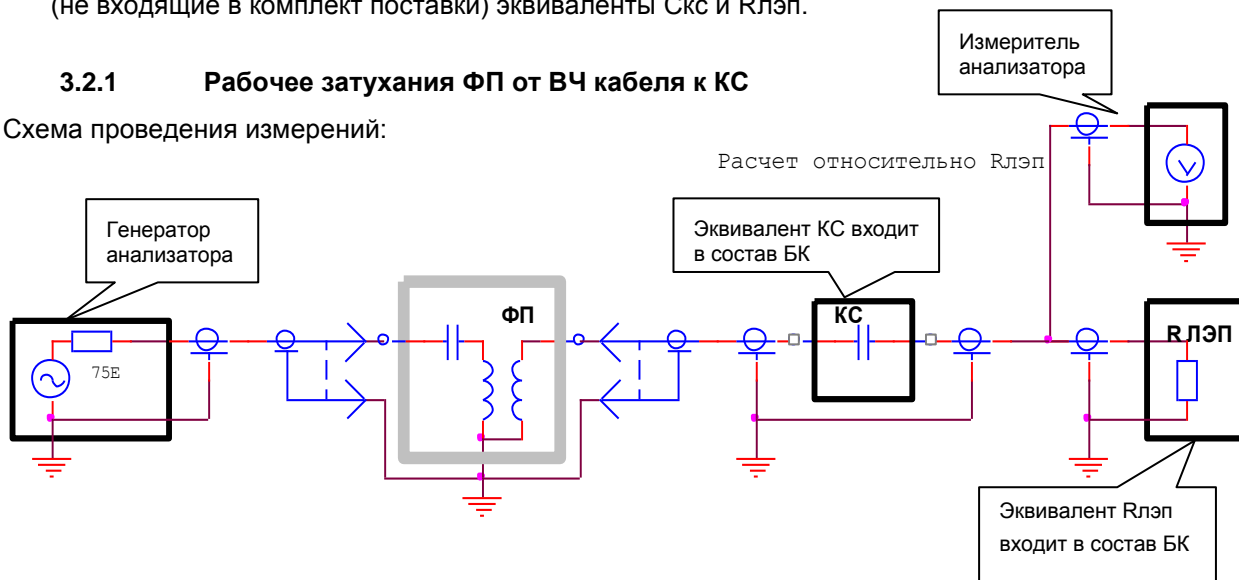 (не входящие в комплект поставки) эквиваленты Скс и Rлэп.
3.2.1 Рабочее затухания ФП от ВЧ кабеля к КС
Схема проведения измерений:
Измеритель
анализатора
Расчет относительно Rлэп
Генератор
анализатора
Эквивалент КС входит
в состав БК
ФП
КС
R ЛЭП
75E
Эквивалент Rлэп
входит в состав БК